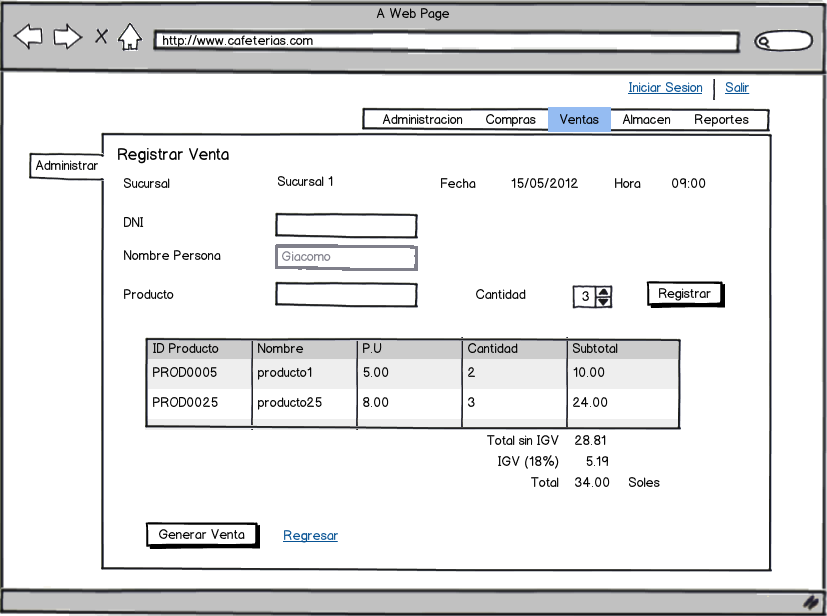 A Web Page
http://www.cafeterias.com
Iniciar Sesion Salir
Administracion Compras Ventas Almacen Reportes
Administrar
Registrar Venta
Sucursal Sucursal 1 Fecha 15/05/2012 Hora 09:00
DNI
Nombre Persona Giacomo
Producto Cantidad 3 Registrar
ID Producto Nombre P.U Cantidad Subtotal
PROD0005 producto1 5.00 2 10.00
PROD0025 producto25 8.00 3 24.00
Total sin IGV 28.81
IGV (18%) 5.19
Total 34.00 Soles
Generar Venta Regresar